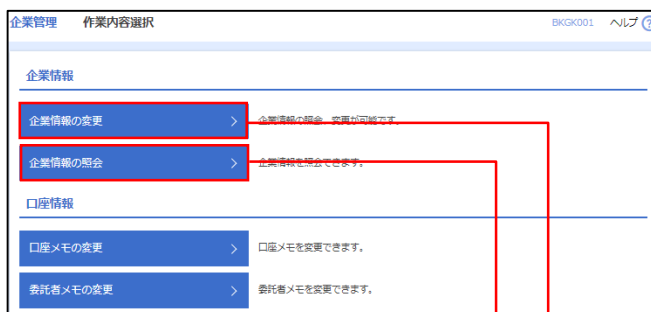 企業管理 作業内容選択 BKGK001 ヘルプ ?
企業情報
企業情報の変更 企業情報の照会、変更が可能です。
企業情報の照会 企業情報を照会できます。
口座情報
口座メモの変更 口座メモを変更できます。
委託者メモの変更 委託者メモを変更できます。